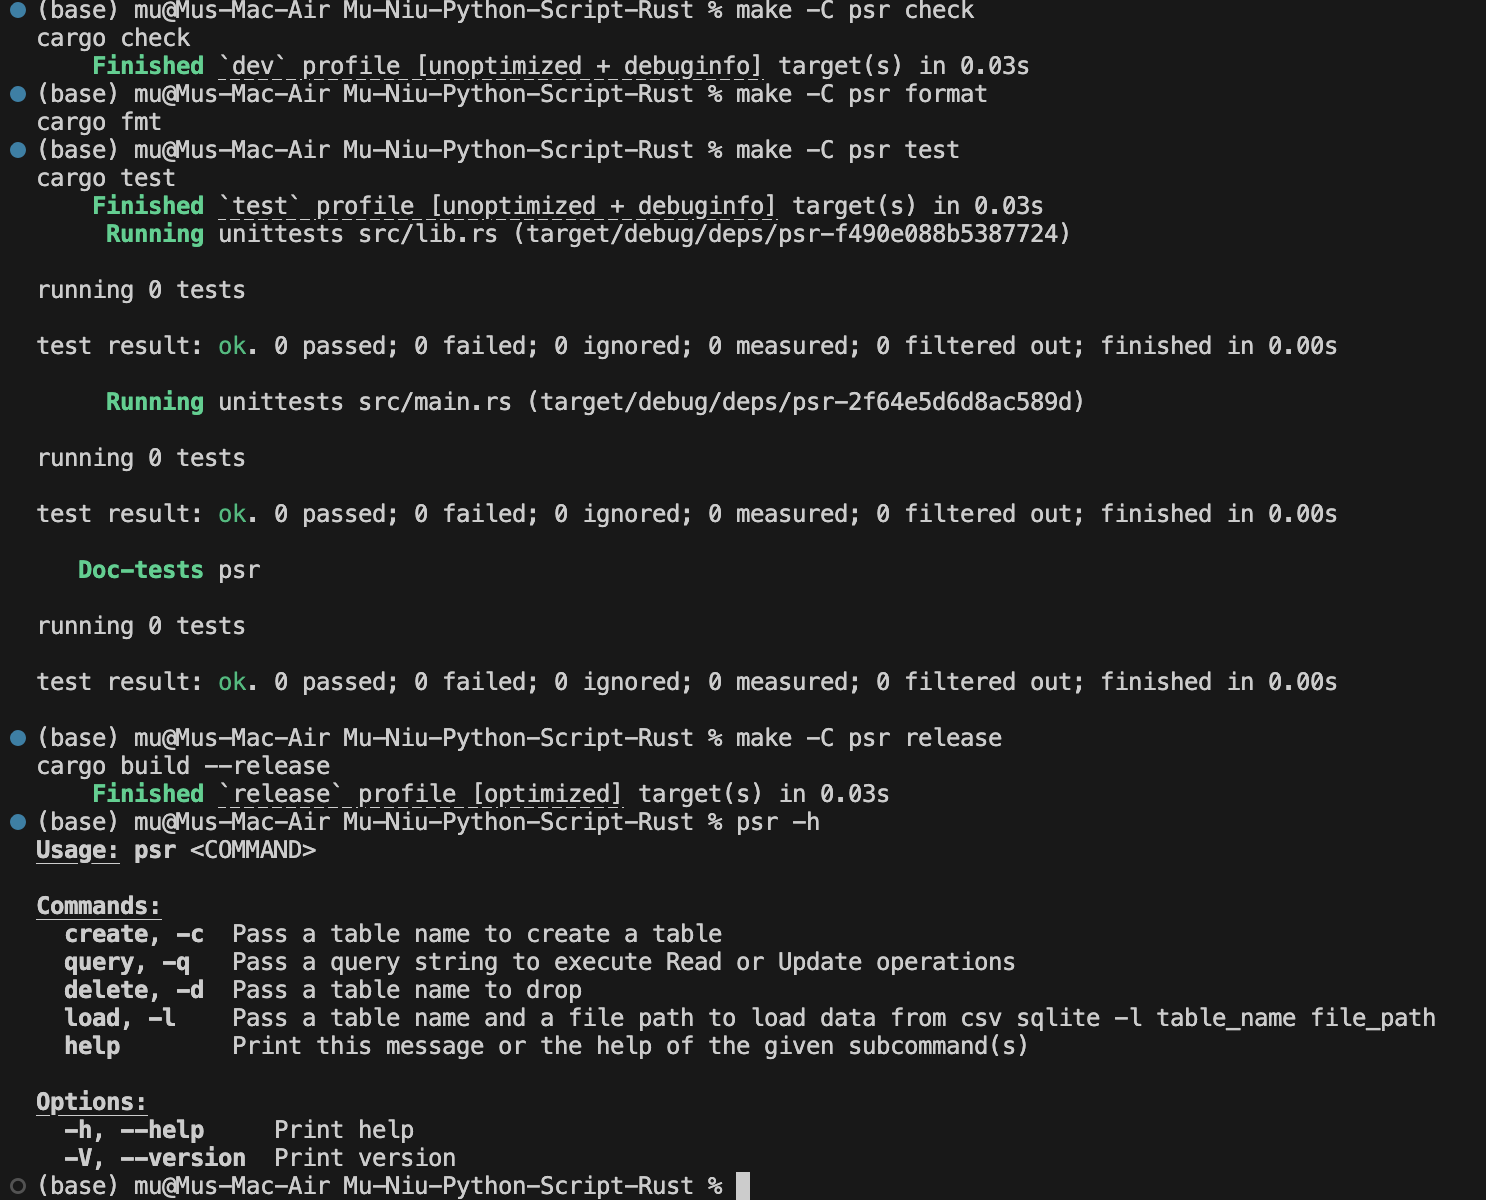 (base) mu@Mus-Mac-Air Mu-Niu-Python-Script-Rust % make -C psr check
cargo check
Finished `dev` profile [unoptimized + debuginfo] target(s) in 0.03s
(base) mu@Mus-Mac-Air Mu-Niu-Python-Script-Rust % make -C psr format
cargo fmt
(base) mu@Mus-Mac-Air Mu-Niu-Python-Script-Rust % make -C psr test
cargo test
Finished `test` profile [unoptimized + debuginfo] target(s) in 0.03s
Running unittests src/lib.rs (target/debug/deps/psr-f490e088b5387724)
running 0 tests
test result: ok. 0 passed; 0 failed; 0 ignored; 0 measured; 0 filtered out; finished in 0.00s
Running unittests src/main.rs (target/debug/deps/psr-2f64e5d6d8ac589d)
running 0 tests
test result: ok. 0 passed; 0 failed; 0 ignored; 0 measured; 0 filtered out; finished in 0.00s
Doc-tests psr
running 0 tests
test result: ok. 0 passed; 0 failed; 0 ignored; 0 measured; 0 filtered out; finished in 0.00s
(base) mu@Mus-Mac-Air Mu-Niu-Python-Script-Rust % make -C psr release
cargo build --release
Finished `release` profile [optimized] target(s) in 0.03s
(base) mu@Mus-Mac-Air Mu-Niu-Python-Script-Rust % psr -h
Usage: psr <COMMAND>
Commands:
create, -c  Pass a table name to create a table
query, -q   Pass a query string to execute Read or Update operations
delete, -d  Pass a table name to drop
load, -l    Pass a table name and a file path to load data from csv sqlite -l table_name file_path
help        Print this message or the help of the given subcommand(s)
Options:
-h, --help     Print help
-V, --version  Print version
(base) mu@Mus-Mac-Air Mu-Niu-Python-Script-Rust %